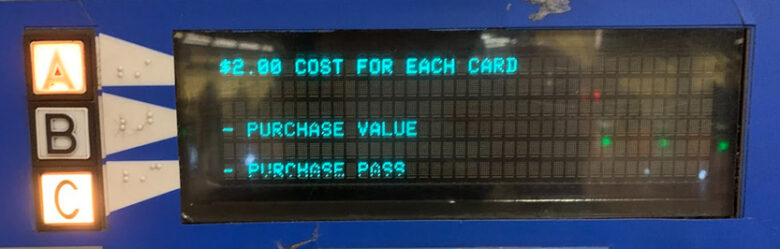 A
$2.00 COST FOR EACH CARD
B
- PURCHASE VALUE
C
- PURCHASE PASS